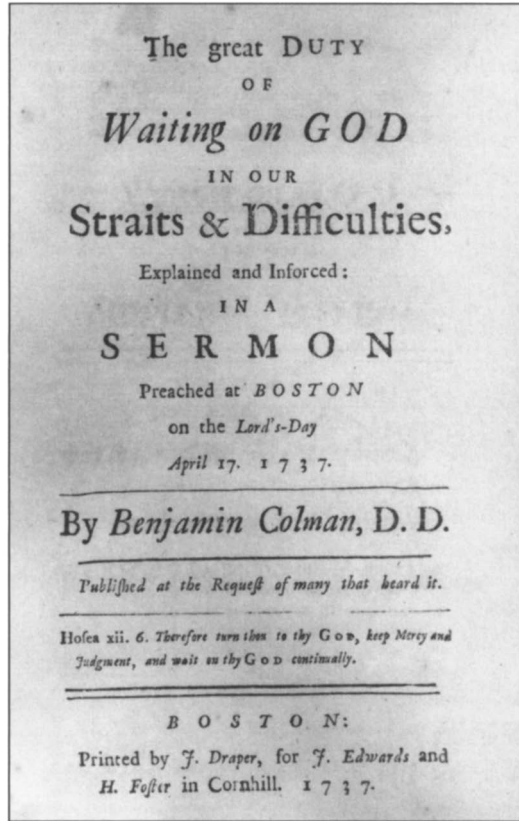 The great DUTY
OF
Waiting on GOD
IN OUR
Straits & Difficulties,
Explained and Inforced:
IN A
SERMON
Preached at BOSTON
on the Lord's-Day
April 17. 1737.
By Benjamin Colman, D. D.
Publiſhed at the Requeſt of many that heard it.
Hoſea xii. 6. Therefore turn thou to thy GOD, keep Mercy and
Judgment, and wait on thy GOD continually.
BOSTON:
Printed by J. Draper, for J. Edwards and
H. Foſter in Cornhill. 1737.